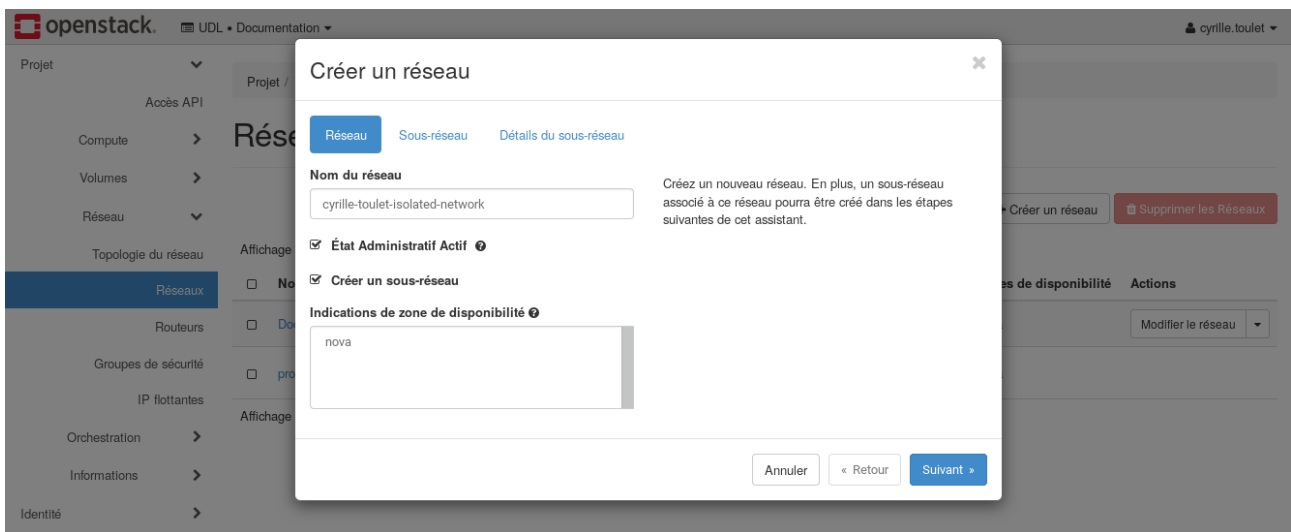 openstack. UDL • Documentation
cyrille.toulet
Projet
Accès API
Compute
Volumes
Réseau
Topologie du réseau
Réseaux
Routeurs
Groupes de sécurité
IP flottantes
Orchestration
Informations
Identité
Projet /
Affichage
Affichage
Créer un réseau
Supprimer les Réseaux
de disponibilité Actions
Modifier le réseau
Créer un réseau
Réseau Sous-réseau Détails du sous-réseau
Nom du réseau
cyrille-toulet-isolated-network
État Administratif Actif
Créer un sous-réseau
Indications de zone de disponibilité
nova
Créez un nouveau réseau. En plus, un sous-réseau
associé à ce réseau pourra être créé dans les étapes
suivantes de cet assistant.
Annuler « Retour Suivant »